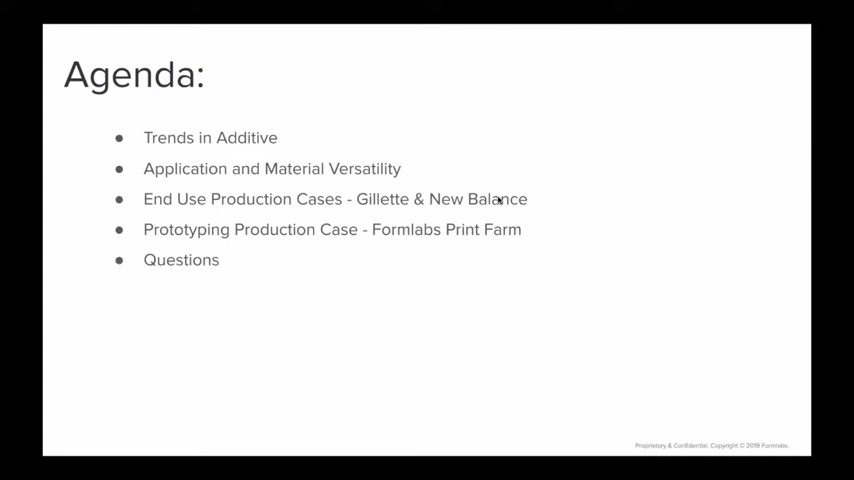 Agenda:
● Trends in Additive
● Application and Material Versatility
● End Use Production Cases - Gillette & New Balance
● Prototyping Production Case - Formlabs Print Farm
● Questions
Proprietary & Confidential. Copyright © 2019 Formlabs.